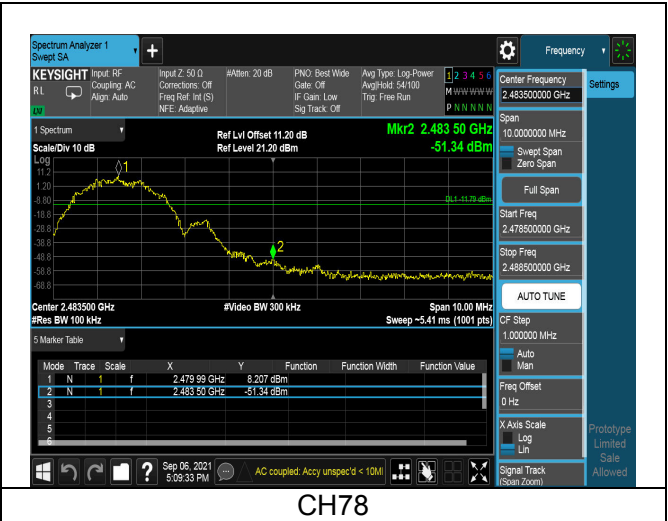 Spectrum Analyzer 1
Swept SA
+
Frequency
KEYSIGHT
RL
Input: RF
Coupling: AC
Align: Auto
Input Z: 50 Ω
Corrections: Off
Freq Ref: Int (S)
NFE: Adaptive
#Atten: 20 dB
PNO: Best Wide
Gate: Off
IF Gain: Low
Sig Track: Off
Avg Type: Log-Power
Avg|Hold: 54/100
Trig: Free Run
1 2 3 4 5 6
M W W W W W
P N N N N N
Center Frequency
2.483500000 GHz
Settings
1 Spectrum
Scale/Div 10 dB
Ref Lvl Offset 11.20 dB
Ref Level 21.20 dBm
Mkr2 2.483 50 GHz
-51.34 dBm
Span
10.0000000 MHz
Swept Span
Zero Span
Log
11.2
1.20
-8.80
-18.8
-28.8
-38.8
-48.8
-58.8
-68.8
1
DL1 -11.79 dBm
2
Full Span
Start Freq
2.478500000 GHz
Stop Freq
2.488500000 GHz
AUTO TUNE
Center 2.483500 GHz
#Res BW 100 kHz
#Video BW 300 kHz
Span 10.00 MHz
Sweep ~5.41 ms (1001 pts)
CF Step
1.000000 MHz
Auto
Man
5 Marker Table
Mode Trace Scale X Y Function Function Width Function Value
1 N 1 f 2.479 99 GHz 8.207 dBm
2 N 1 f 2.483 50 GHz -51.34 dBm
3
4
5
6
Freq Offset
0 Hz
X Axis Scale
Log
Lin
Prototype
Limited
Sale
Allowed
Signal Track
(Span Zoom)
?
Sep 06, 2021
5:09:33 PM
AC coupled: Accy unspec'd < 10MI
CH78